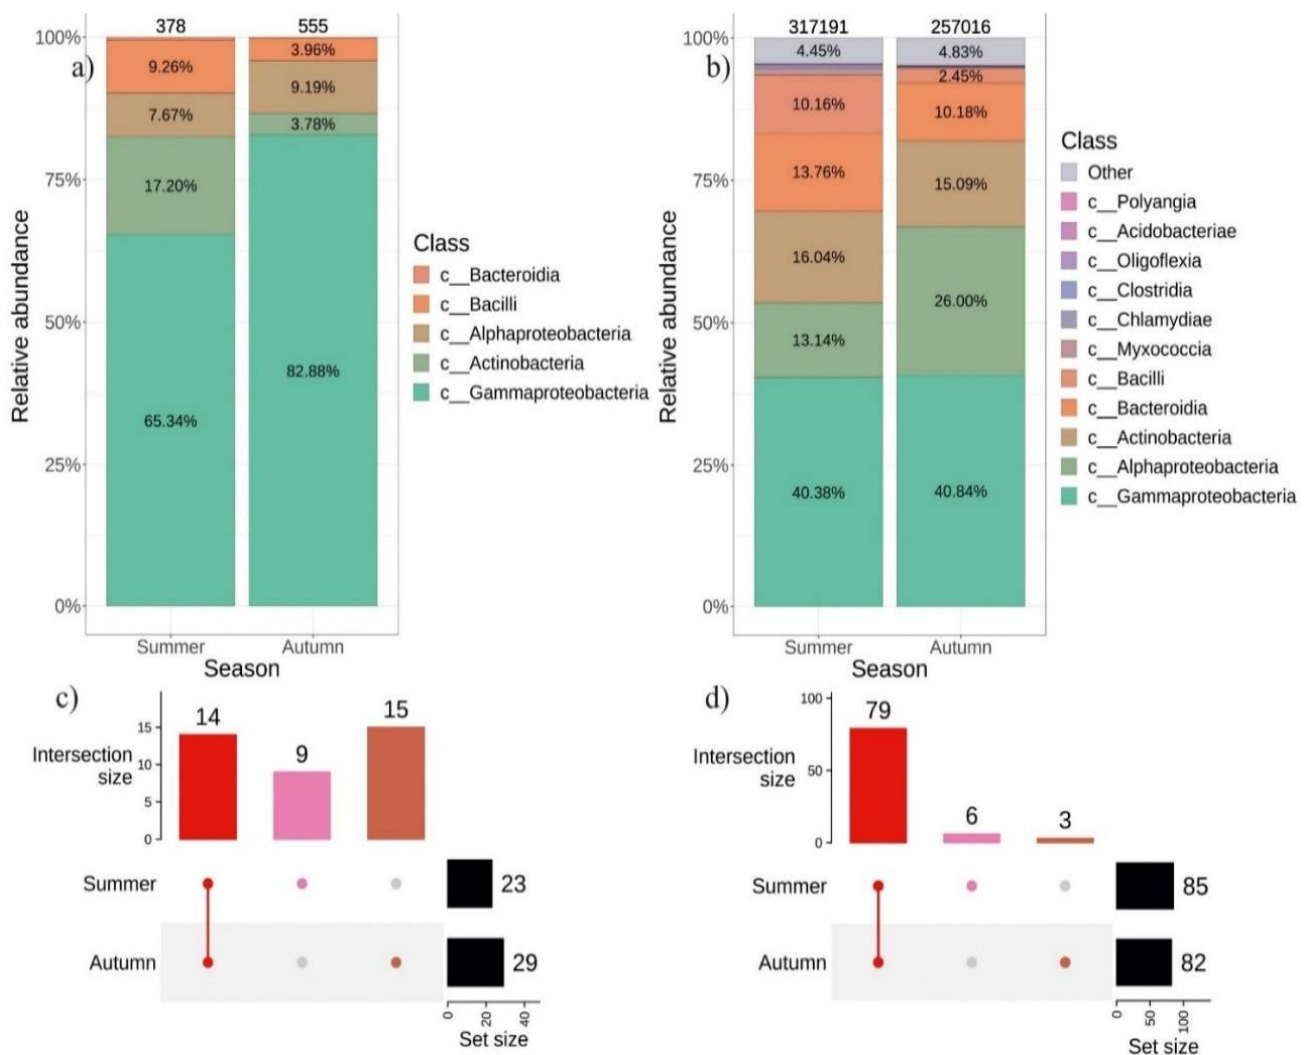 a)
378
555
100%
75%
50%
25%
0%
Relative abundance
9.26%
7.67%
17.20%
65.34%
3.96%
9.19%
3.78%
82.88%
Summer
Autumn
Season
Class
c__Bacteroidia
c__Bacilli
c__Alphaproteobacteria
c__Actinobacteria
c__Gammaproteobacteria
b)
317191
257016
100%
75%
50%
25%
0%
Relative abundance
4.45%
10.16%
13.76%
16.04%
13.14%
40.38%
4.83%
2.45%
10.18%
15.09%
26.00%
40.84%
Summer
Autumn
Season
Class
Other
c__Polyangia
c__Acidobacteriae
c__Oligoflexia
c__Clostridia
c__Chlamydiae
c__Myxococcia
c__Bacilli
c__Bacteroidia
c__Actinobacteria
c__Alphaproteobacteria
c__Gammaproteobacteria
c)
14
9
15
Intersection
size
15
10
5
0
Summer
23
Autumn
29
0
20
40
Set size
d)
79
6
3
Intersection
size
100
50
0
Summer
85
Autumn
82
0
50
100
Set size